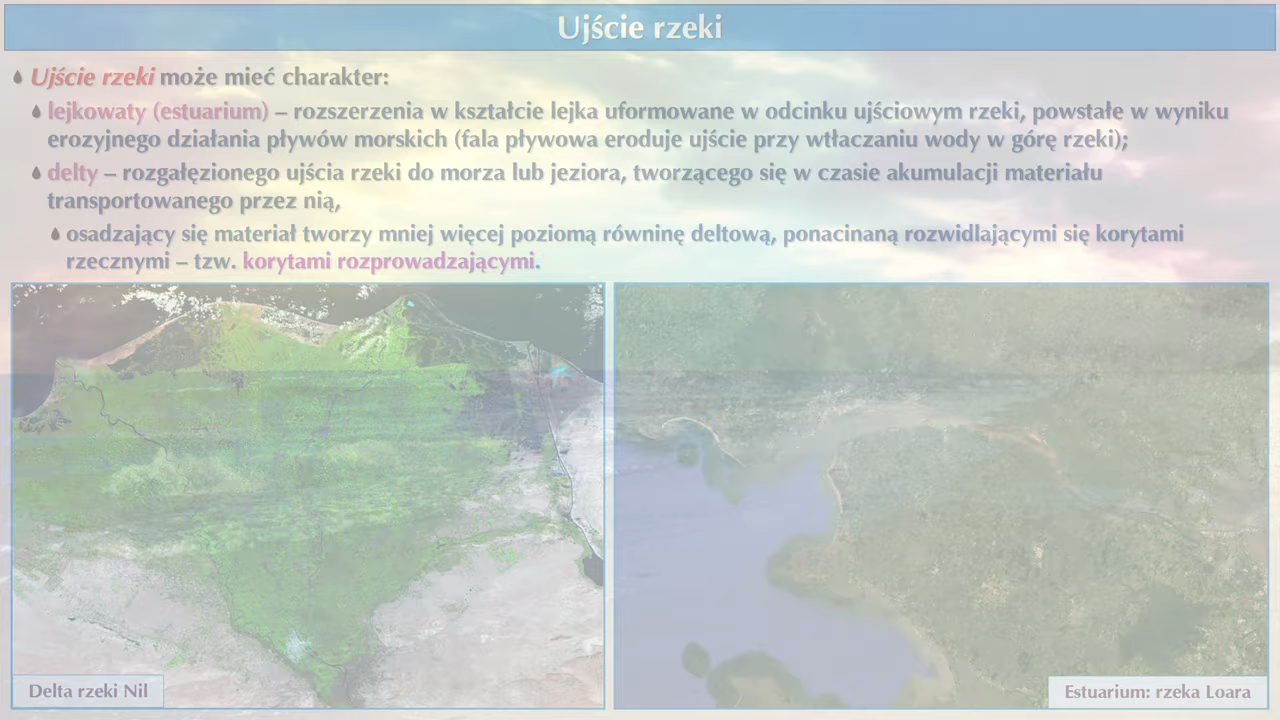 Ujście rzeki
Ujście rzeki może mieć charakter:
lejkowaty (estuarium) – rozszerzenia w kształcie lejka uformowane w odcinku ujściowym rzeki, powstałe w wyniku
erozyjnego działania pływów morskich (fala pływowa eroduje ujście przy wtłaczaniu wody w górę rzeki);
delty – rozgałęzionego ujścia rzeki do morza lub jeziora, tworzącego się w czasie akumulacji materiału
transportowanego przez nią,
osadzający się materiał tworzy mniej więcej poziomą równinę deltową, ponacinaną rozwidlającymi się korytami
rzecznymi – tzw. korytami rozprowadzającymi.
Delta rzeki Nil
Estuarium: rzeka Loara